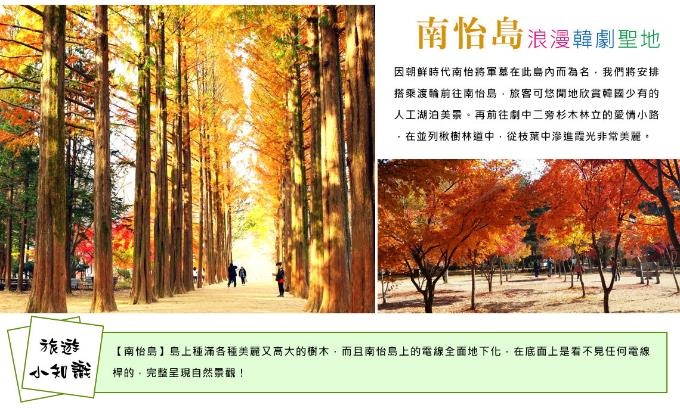 南怡島浪漫韓劇聖地
因朝鮮時代南怡將軍墓在此島內而為名，我們將安排
搭乘渡輪前往南怡島，旅客可悠閒地欣賞韓國少有的
人工湖泊美景。再前往劇中二旁杉木林立的愛情小路
，在並列楸樹林道中，從枝葉中滲進霞光非常美麗。
旅遊
小知識
【南怡島】島上種滿各種美麗又高大的樹木，而且南怡島上的電線全面地下化，在底面上是看不見任何電線
桿的，完整呈現自然景觀！